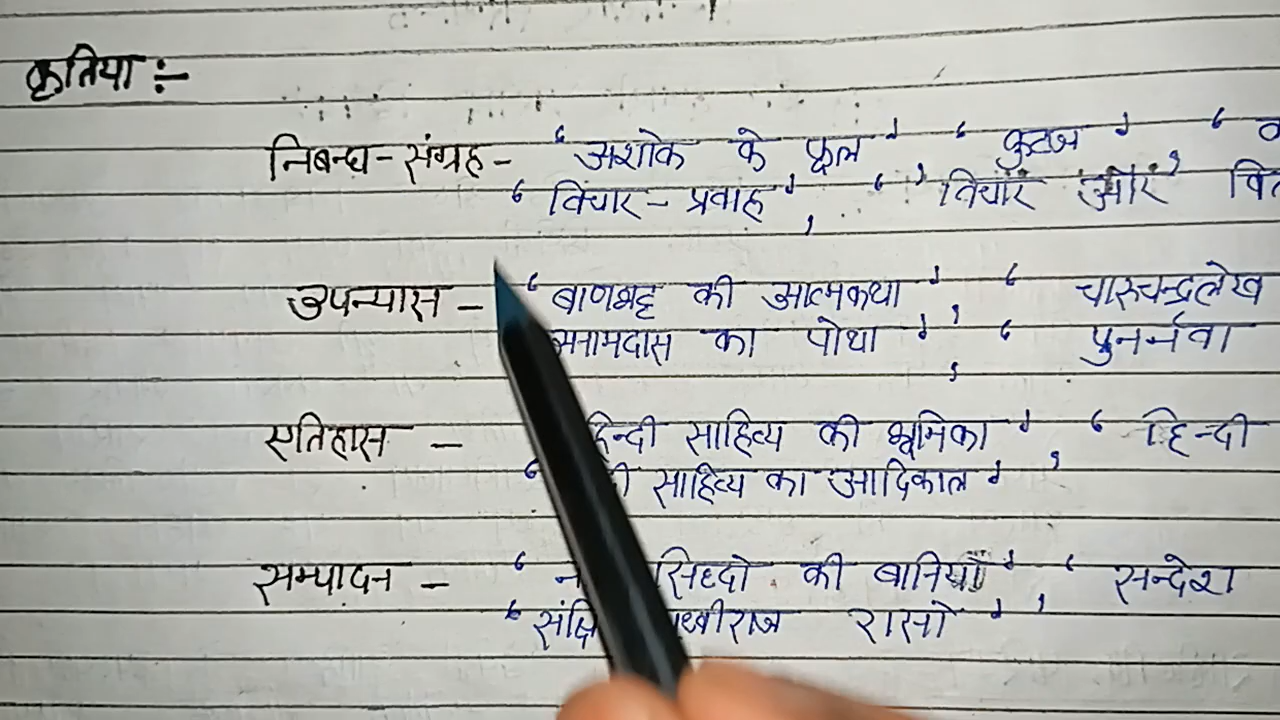 कृतिया :-
निबन्ध - संग्रह - ' अशोक के फूल ' ' कुटज ' '
' विचार - प्रवाह ' , ' ' विचार और '
उपन्यास - ' बाणभट्ट की आत्मकथा ' , ' चारुचन्द्रलेख
अनामदास का पोथा ' , ' पुनर्नवा
एतिहास - हिन्दी साहित्य की भूमिका ' , ' हिन्दी
' साहित्य का आदिकाल '
सम्पादन - ' सिध्दो की बानियाँ ' , ' सन्देश
' रासो '